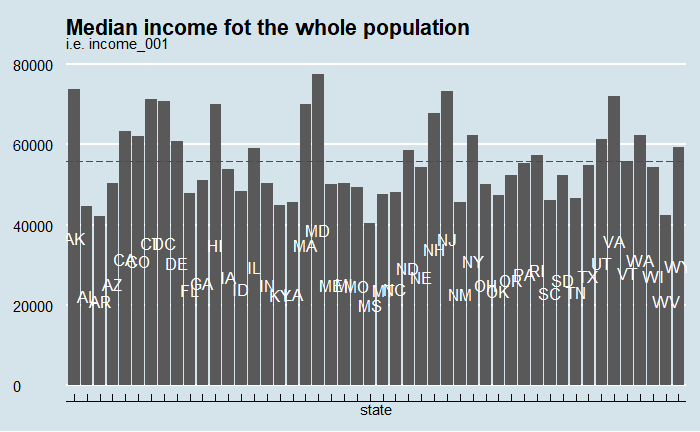 Median income fot the whole population
i.e. income_001
80000
60000
40000
20000
0
AK
AL
AR
AZ
CA
CO
CT
DC
DE
FL
GA
HI
IA
ID
IL
IN
KY
LA
MA
MD
ME
MO
MS
NC
ND
NE
NH
NJ
NM
NY
OH
OK
OR
PA
RI
SC
SD
TN
TX
UT
VA
VT
WA
WI
WV
WY
state